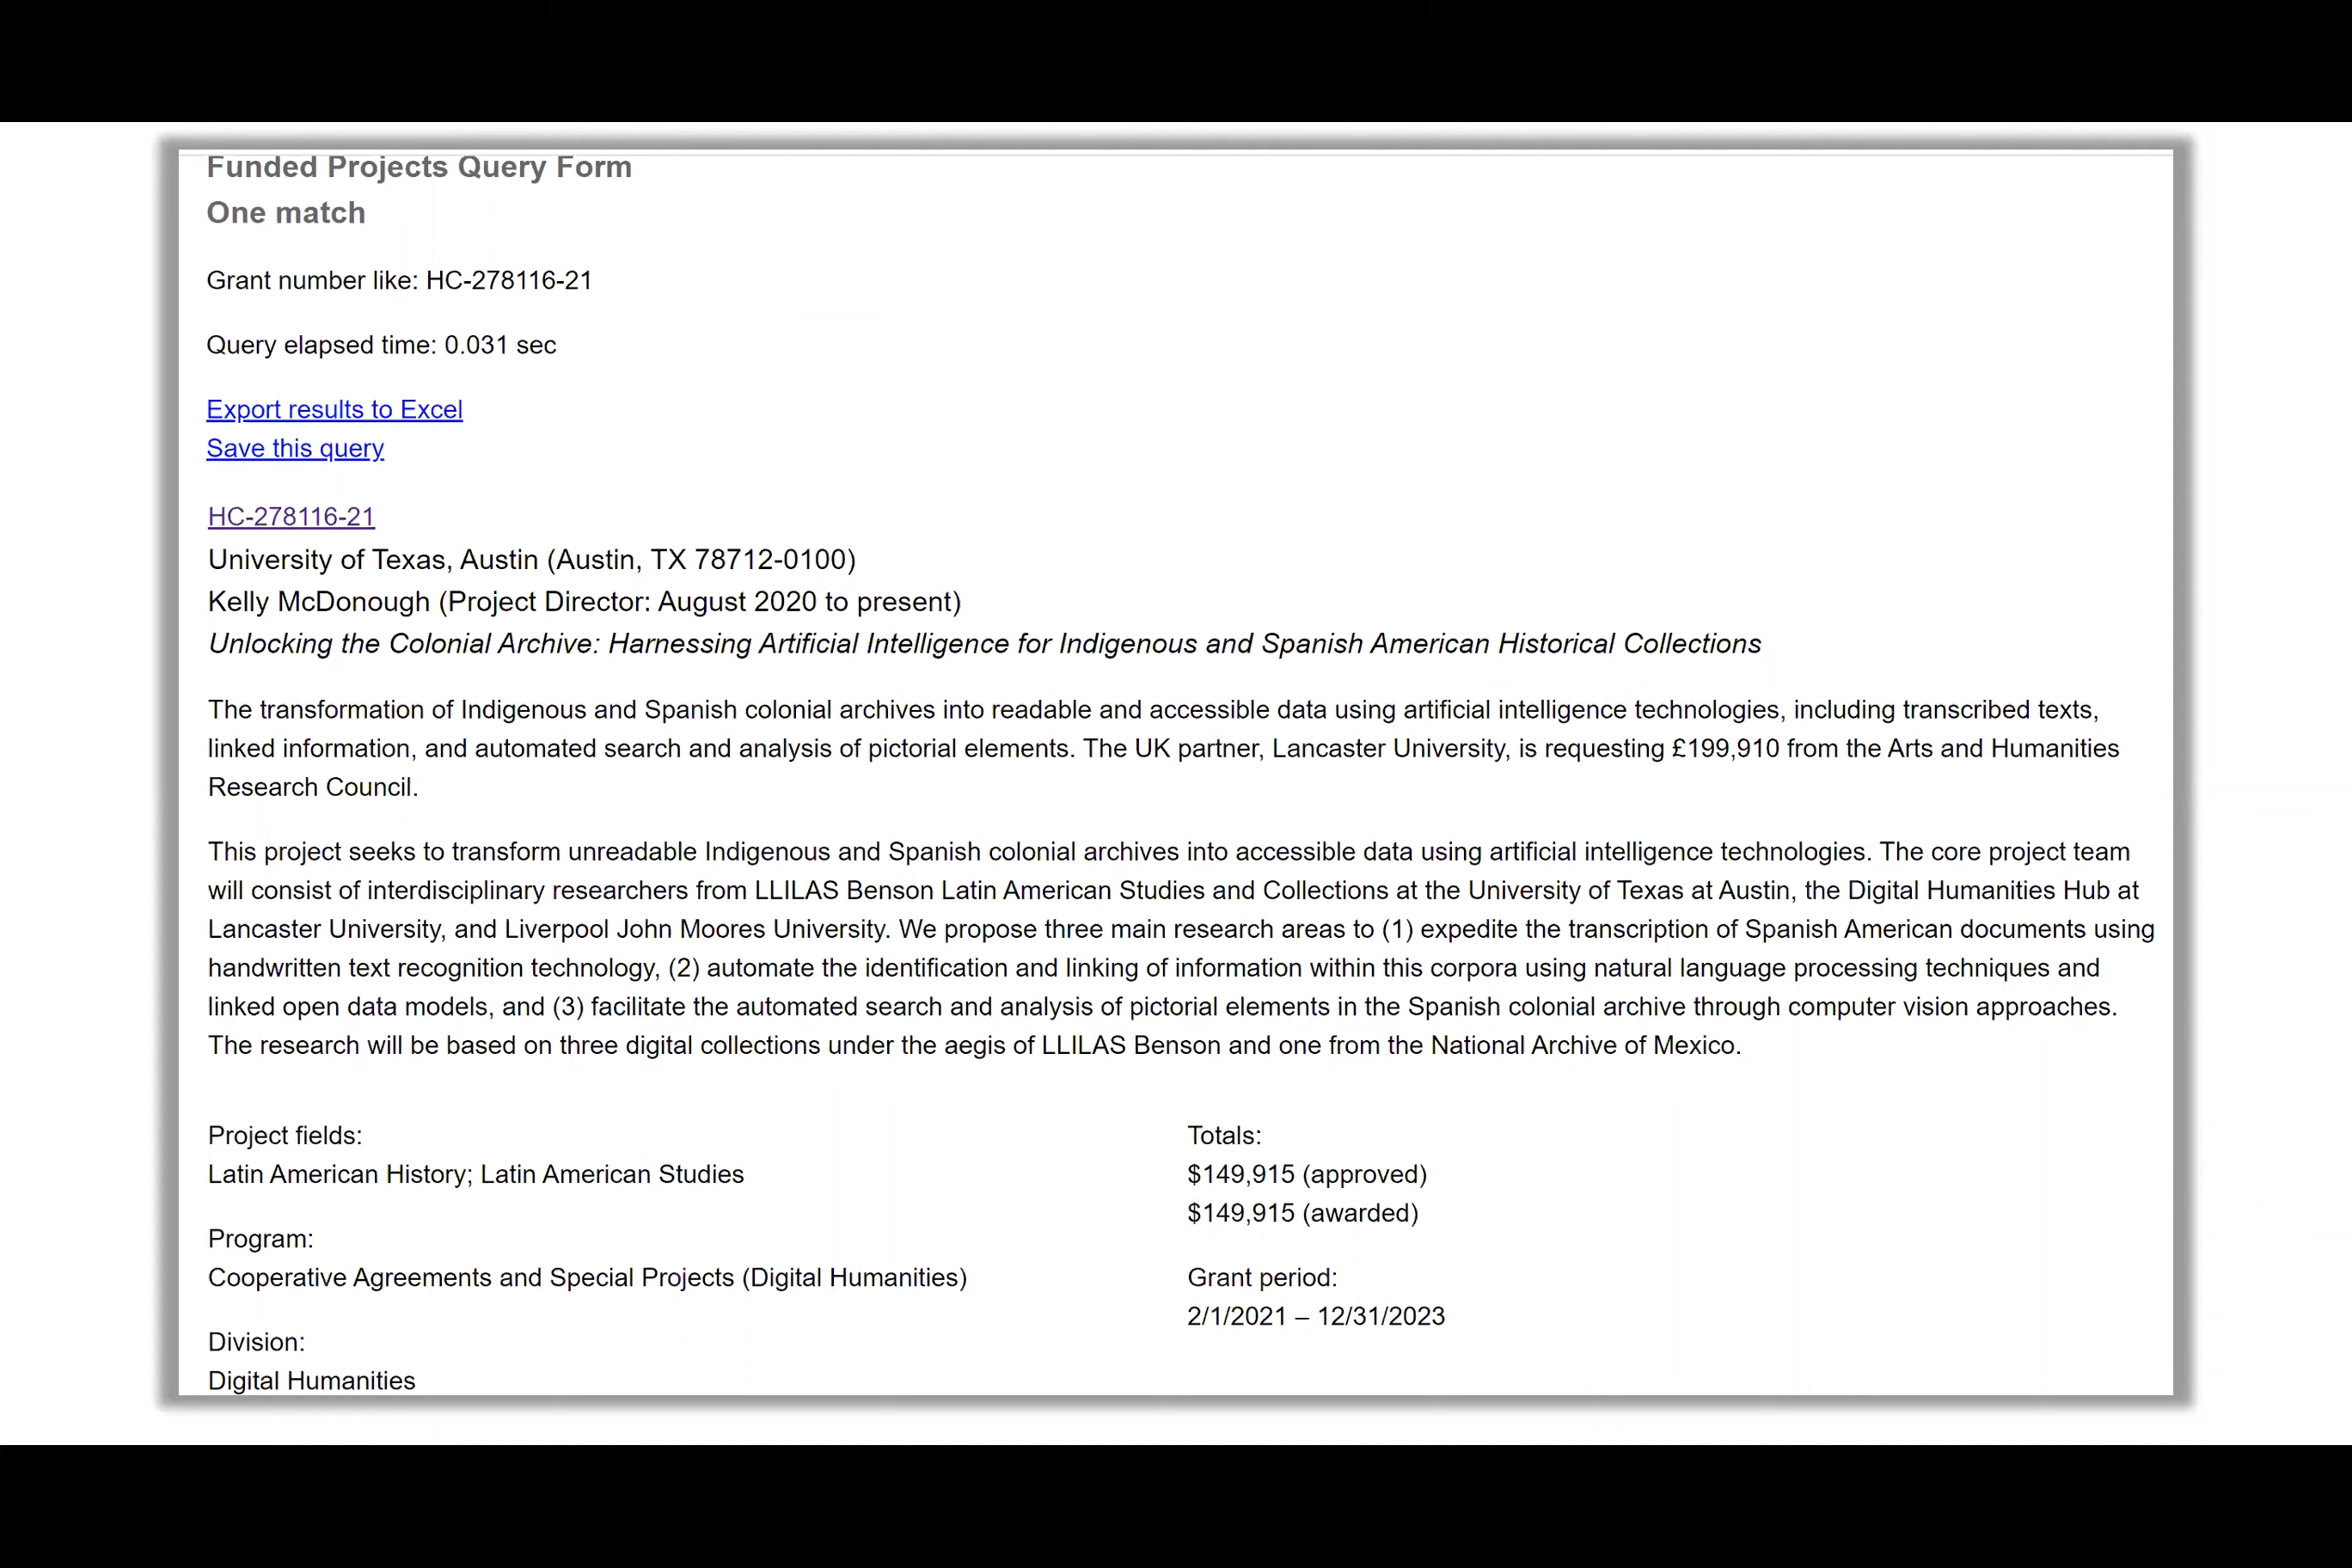 Funded Projects Query Form
One match
Grant number like: HC-278116-21
Query elapsed time: 0.031 sec
Export results to Excel
Save this query
HC-278116-21
University of Texas, Austin (Austin, TX 78712-0100)
Kelly McDonough (Project Director: August 2020 to present)
Unlocking the Colonial Archive: Harnessing Artificial Intelligence for Indigenous and Spanish American Historical Collections
The transformation of Indigenous and Spanish colonial archives into readable and accessible data using artificial intelligence technologies, including transcribed texts,
linked information, and automated search and analysis of pictorial elements. The UK partner, Lancaster University, is requesting £199,910 from the Arts and Humanities
Research Council.
This project seeks to transform unreadable Indigenous and Spanish colonial archives into accessible data using artificial intelligence technologies. The core project team
will consist of interdisciplinary researchers from LLILAS Benson Latin American Studies and Collections at the University of Texas at Austin, the Digital Humanities Hub at
Lancaster University, and Liverpool John Moores University. We propose three main research areas to (1) expedite the transcription of Spanish American documents using
handwritten text recognition technology, (2) automate the identification and linking of information within this corpora using natural language processing techniques and
linked open data models, and (3) facilitate the automated search and analysis of pictorial elements in the Spanish colonial archive through computer vision approaches.
The research will be based on three digital collections under the aegis of LLILAS Benson and one from the National Archive of Mexico.
Project fields:
Latin American History; Latin American Studies
Program:
Cooperative Agreements and Special Projects (Digital Humanities)
Division:
Digital Humanities
Totals:
$149,915 (approved)
$149,915 (awarded)
Grant period:
2/1/2021 – 12/31/2023